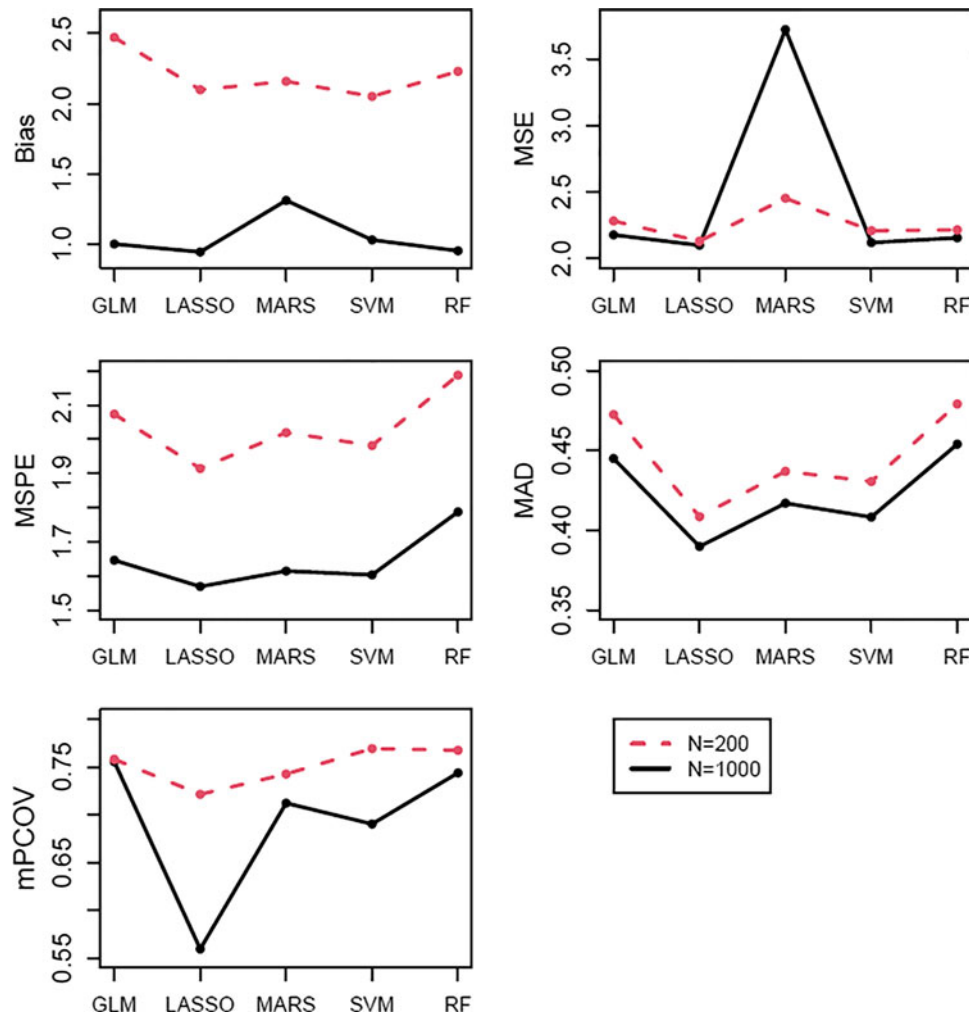 Bias
2.5
2.0
1.5
1.0
GLM LASSO MARS SVM RF
MSE
3.5
3.0
2.5
2.0
GLM LASSO MARS SVM RF
MSPE
2.1
1.9
1.7
1.5
GLM LASSO MARS SVM RF
MAD
0.50
0.45
0.40
0.35
GLM LASSO MARS SVM RF
mPCOV
0.75
0.65
0.55
GLM LASSO MARS SVM RF
N=200
N=1000